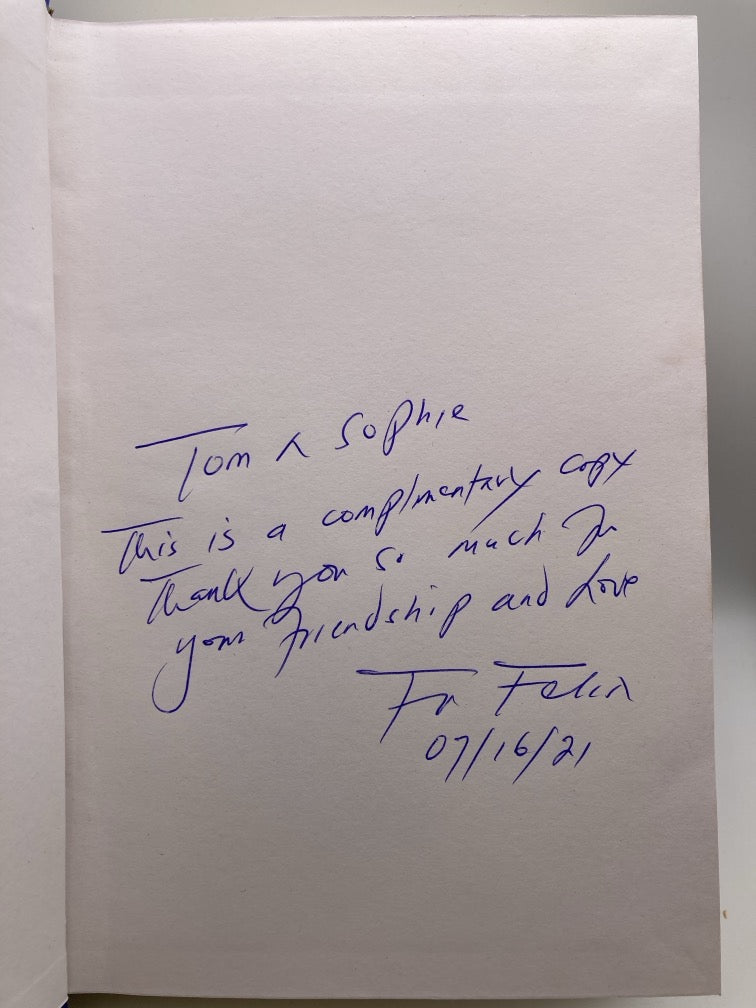 Tom & Sophie
This is a complimentary copy
Thank you so much for
your friendship and Love
Fr Felix
07/16/21